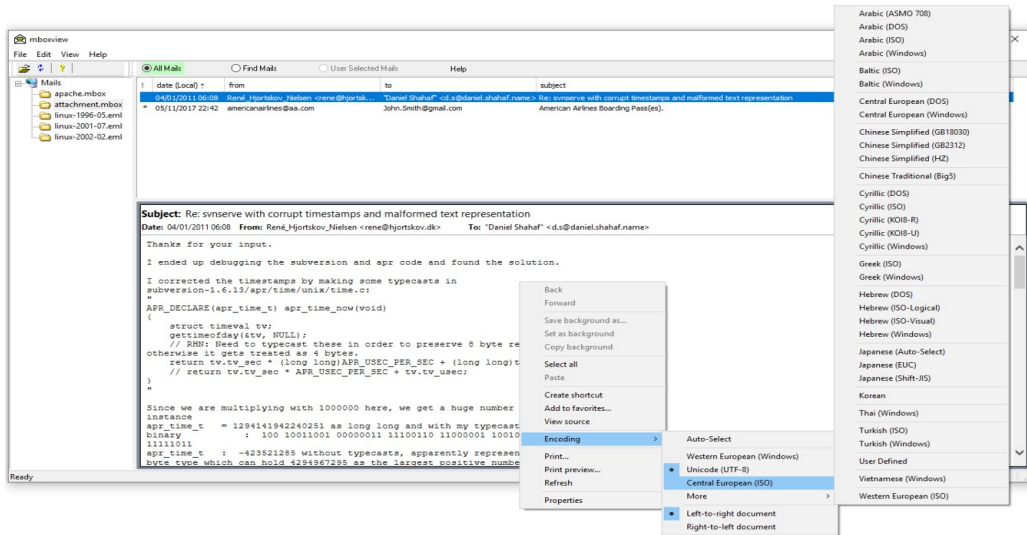 mboxview
File Edit View Help
All Mails Find Mails User Selected Mails Help
Mails
apache.mbox
attachment.mbox
linux-1996-05.eml
linux-2001-07.eml
linux-2002-02.eml
! date (Local) ↑ from to subject
04/01/2011 06:08 René_Hjortskov_Nielsen <rene@hjortsk... "Daniel Shahaf" <d.s@daniel.shahaf.name> Re: svnserve with corrupt timestamps and malformed text representation
* 05/11/2017 22:42 americanairlines@aa.com John.Smith@gmail.com American Airlines Boarding Pass(es).
Subject: Re: svnserve with corrupt timestamps and malformed text representation
Date: 04/01/2011 06:08 From: René_Hjortskov_Nielsen <rene@hjortskov.dk> To: "Daniel Shahaf" <d.s@daniel.shahaf.name>
Thanks for your input.
I ended up debugging the subversion and apr code and found the solution.
I corrected the timestamps by making some typecasts in
subversion-1.6.13/apr/time/unix/time.c:
"
APR_DECLARE(apr_time_t) apr_time_now(void)
{
struct timeval tv;
gettimeofday(&tv, NULL);
// RHN: Need to typecast these in order to preserve 8 byte re
otherwise it gets treated as 4 bytes.
return tv.tv_sec * (long long)APR_USEC_PER_SEC + (long long)t
// return tv.tv_sec * APR_USEC_PER_SEC + tv.tv_usec;
}
"
Since we are multiplying with 1000000 here, we get a huge number
instance
apr_time_t = 1294141942240251 as long long and with my typecast
binary : 100 10011001 00000011 11100110 11000001 10010
11111011
apr_time_t : -423521285 without typecasts, apparently represen
byte type which can hold 4294967295 as the largest positive numbe
Ready
Back
Forward
Save background as...
Set as background
Copy background
Select all
Paste
Create shortcut
Add to favorites...
View source
Encoding
Print...
Print preview...
Refresh
Properties
Auto-Select
Western European (Windows)
Unicode (UTF-8)
Central European (ISO)
More
Left-to-right document
Right-to-left document
Arabic (ASMO 708)
Arabic (DOS)
Arabic (ISO)
Arabic (Windows)
Baltic (ISO)
Baltic (Windows)
Central European (DOS)
Central European (Windows)
Chinese Simplified (GB18030)
Chinese Simplified (GB2312)
Chinese Simplified (HZ)
Chinese Traditional (Big5)
Cyrillic (DOS)
Cyrillic (ISO)
Cyrillic (KOI8-R)
Cyrillic (KOI8-U)
Cyrillic (Windows)
Greek (ISO)
Greek (Windows)
Hebrew (DOS)
Hebrew (ISO-Logical)
Hebrew (ISO-Visual)
Hebrew (Windows)
Japanese (Auto-Select)
Japanese (EUC)
Japanese (Shift-JIS)
Korean
Thai (Windows)
Turkish (ISO)
Turkish (Windows)
User Defined
Vietnamese (Windows)
Western European (ISO)